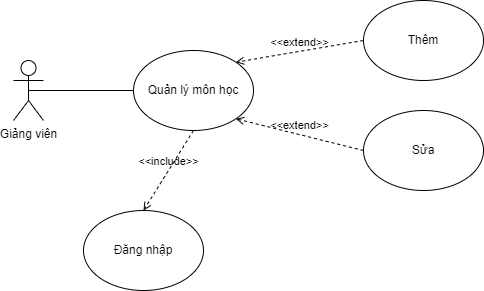 Thêm
<<extend>>
Quản lý môn học
Giảng viên
<<extend>>
Sửa
<<include>>
Đăng nhập